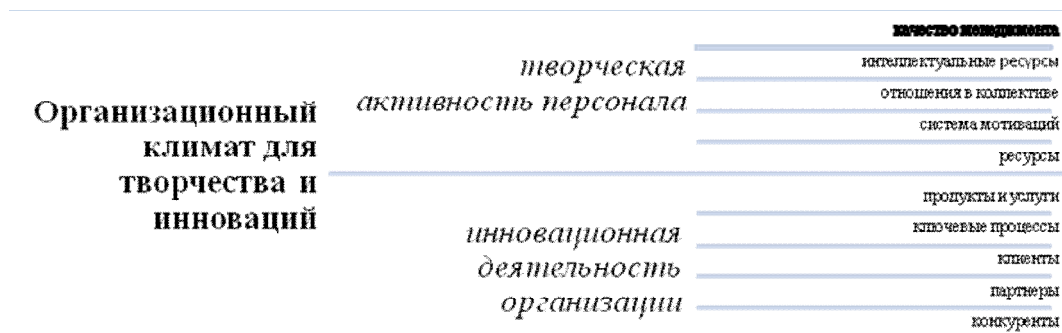 Организационный
климат для
творчества и
инноваций
творческая
активность персонала
качество менеджмента
интеллектуальные ресурсы
отношения в коллективе
система мотиваций
ресурсы
инновационная
деятельность
организации
продукты и услуги
ключевые процессы
клиенты
партнеры
конкуренты